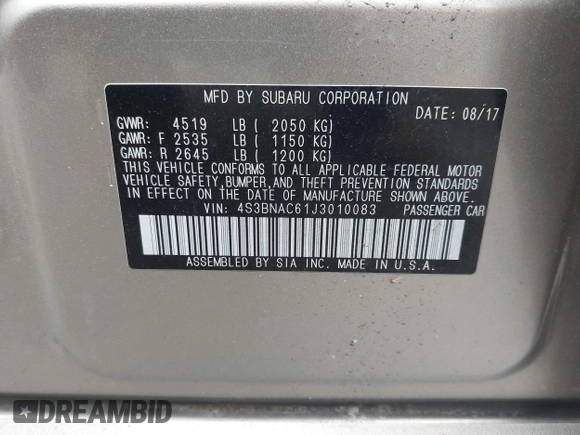 MFD BY SUBARU CORPORATION
DATE: 08/17
GVWR: 4519 LB ( 2050 KG)
GAWR: F 2535 LB ( 1150 KG)
GAWR: R 2645 LB ( 1200 KG)
THIS VEHICLE CONFORMS TO ALL APPLICABLE FEDERAL MOTOR
VEHICLE SAFETY, BUMPER, AND THEFT PREVENTION STANDARDS
IN EFFECT ON THE DATE OF MANUFACTURE SHOWN ABOVE.
VIN: 4S3BNAC61J3010083 PASSENGER CAR
ASSEMBLED BY SIA INC. MADE IN U.S.A.
DREAMBID